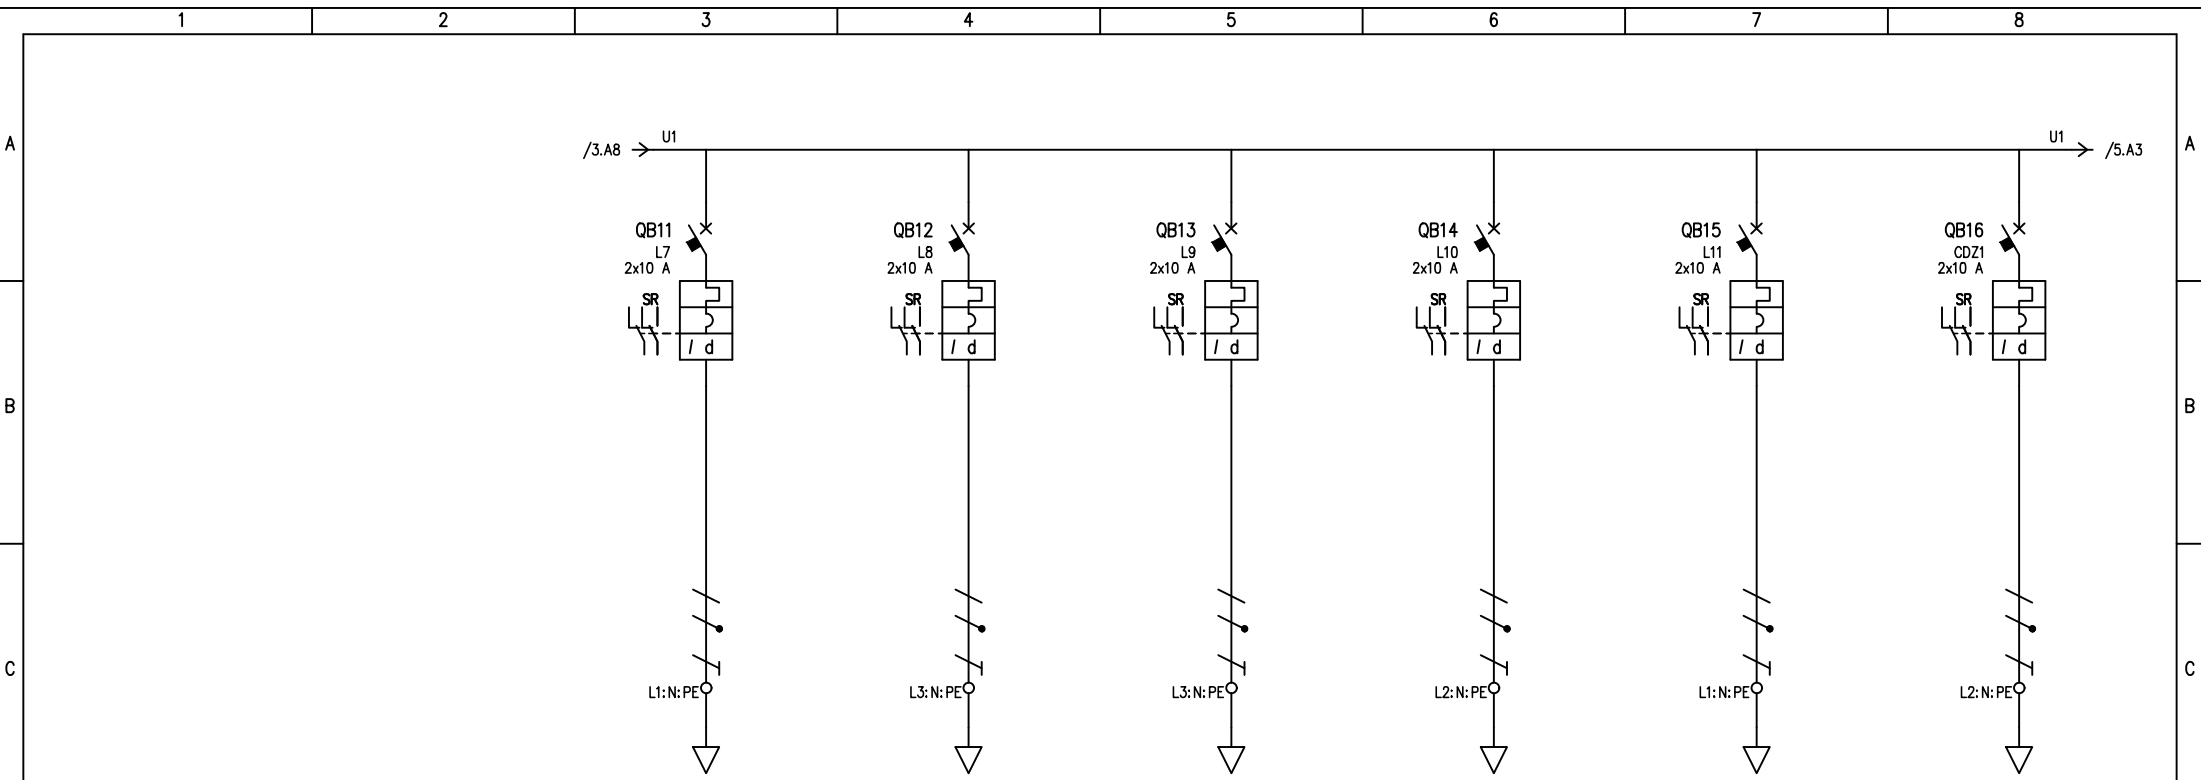 1 2 3 4 5 6 7 8
A A
U1 U1
/3.A8 /5.A3
QB11 QB12 QB13 QB14 QB15 QB16
L7 L8 L9 L10 L11 CDZ1
2x10 A 2x10 A 2x10 A 2x10 A 2x10 A 2x10 A
SR SR SR SR SR SR
I d I d I d I d I d I d
B B
C C
L1:N:PE L3:N:PE L3:N:PE L2:N:PE L1:N:PE L2:N:PE